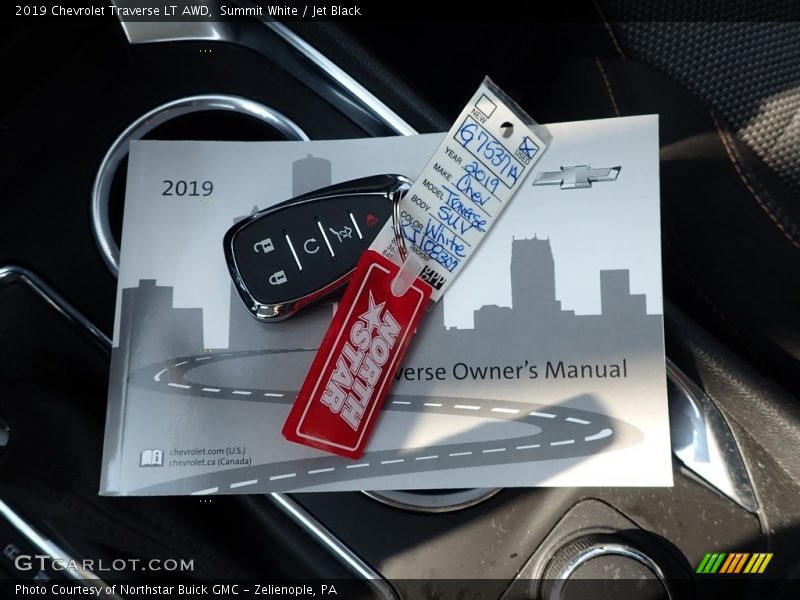 2019 Chevrolet Traverse LT AWD, Summit White / Jet Black
2019
NEW
USED
G75371A
YEAR 2019
MAKE Chev
MODEL Traverse
BODY SUV
COLOR White
NORTH
STAR
verse Owner's Manual
chevrolet.com (U.S.)
chevrolet.ca (Canada)
GTCARLOT.COM
Photo Courtesy of Northstar Buick GMC – Zelienople, PA